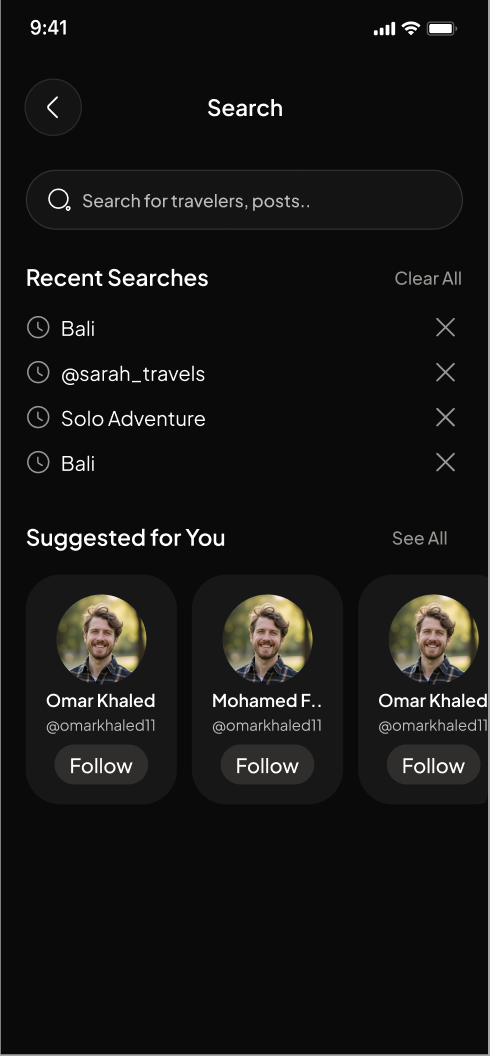 9:41
Search
Search for travelers, posts..
Recent Searches Clear All
Bali
@sarah_travels
Solo Adventure
Bali
Suggested for You See All
Omar Khaled Mohamed F.. Omar Khaled
@omarkhaled11 @omarkhaled11 @omarkhaled11
Follow Follow Follow